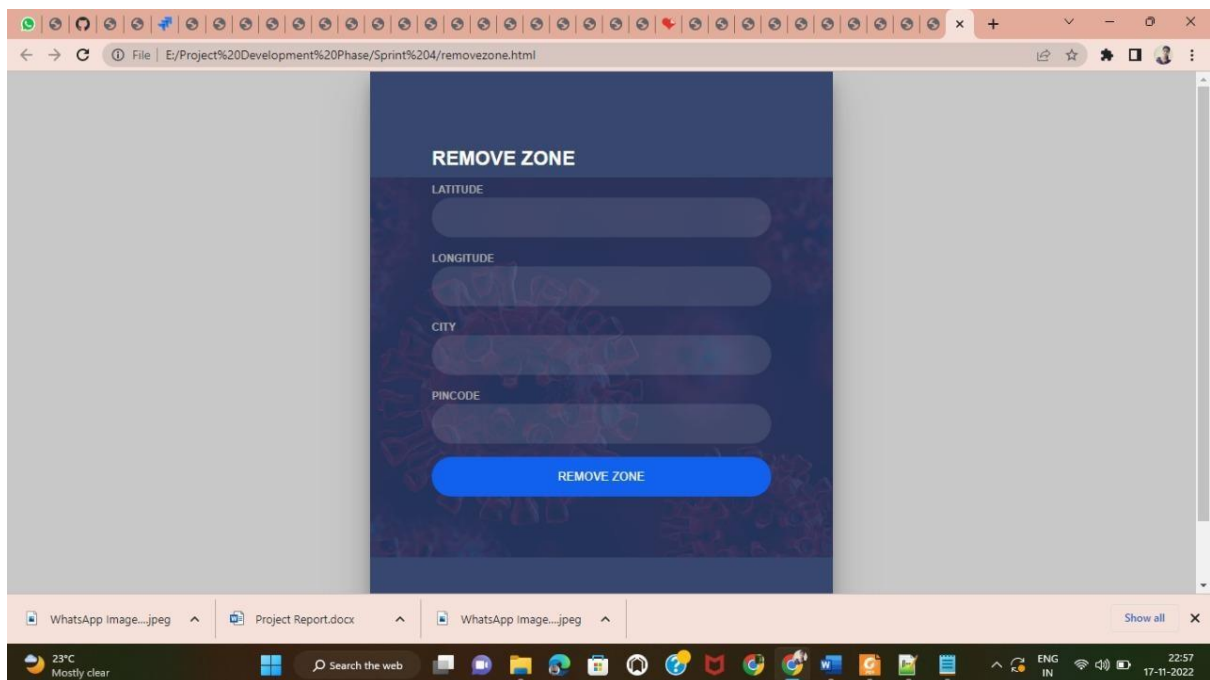 File | E:/Project%20Development%20Phase/Sprint%204/removezone.html
REMOVE ZONE
LATITUDE
LONGITUDE
CITY
PINCODE
REMOVE ZONE
WhatsApp Image....jpeg
Project Report.docx
WhatsApp Image....jpeg
Show all
23°C
Mostly clear
Search the web
ENG
IN
22:57
17-11-2022